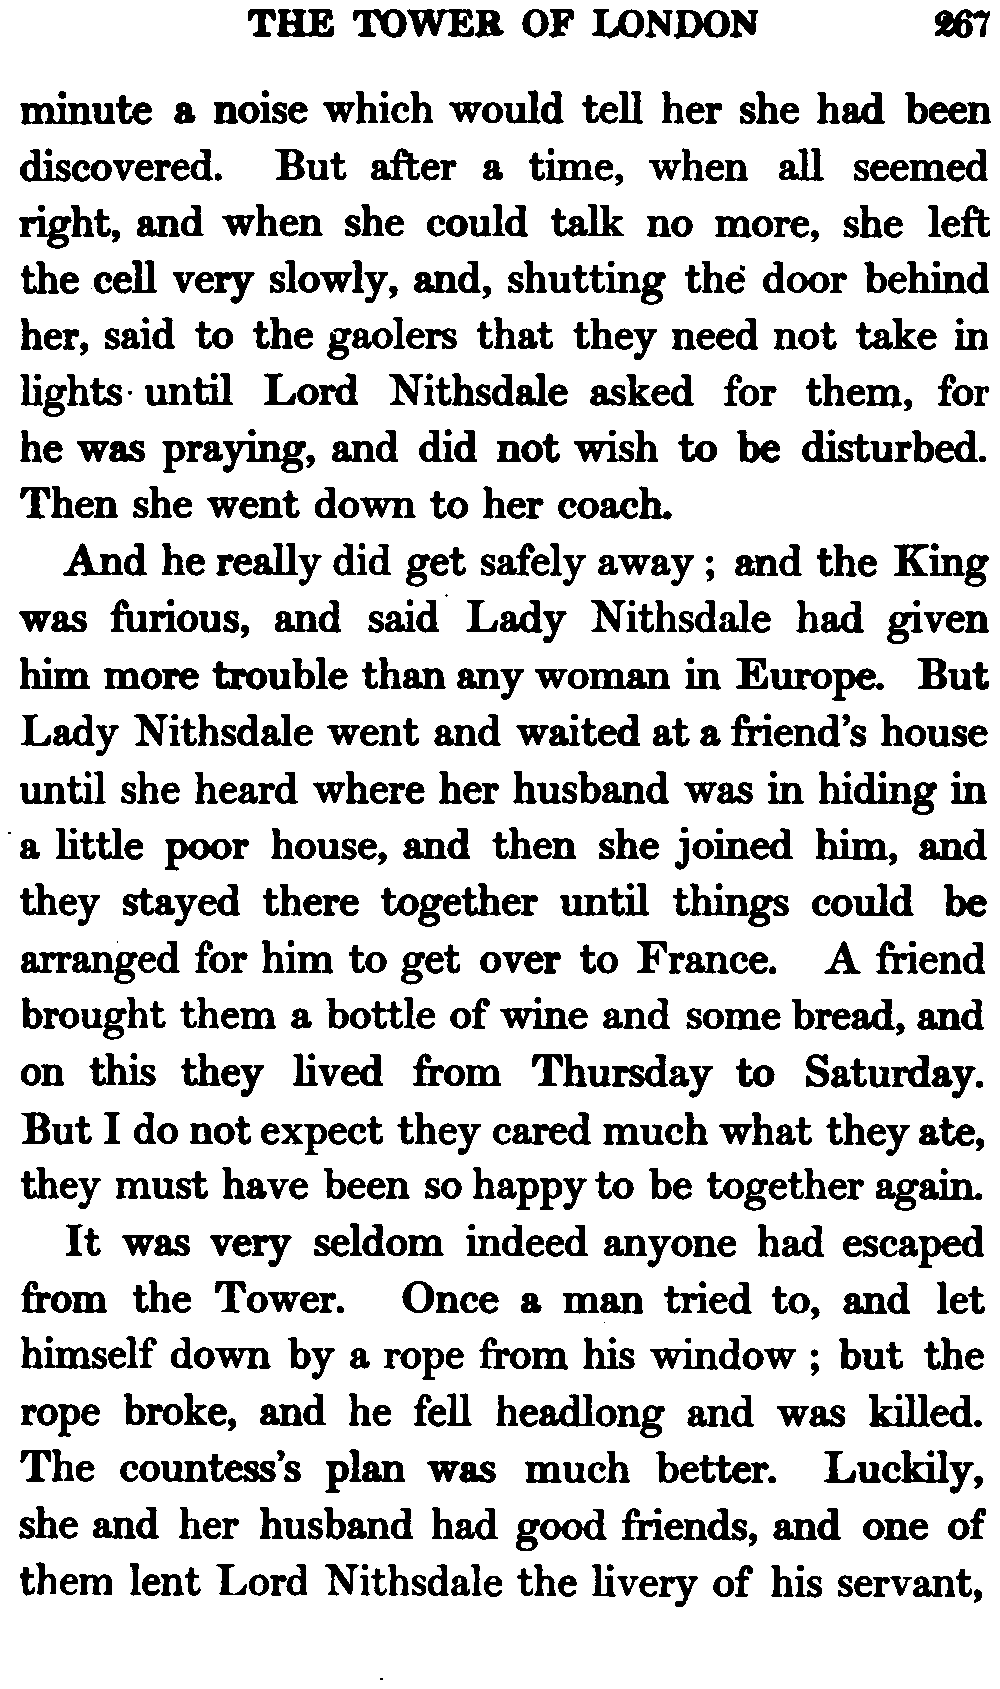 THE TOWER OF LONDON 267
minute a noise which would tell her she had been
discovered. But after a time, when all seemed
right, and when she could talk no more, she left
the cell very slowly, and, shutting the door behind
her, said to the gaolers that they need not take in
lights until Lord Nithsdale asked for them, for
he was praying, and did not wish to be disturbed.
Then she went down to her coach.
And he really did get safely away ; and the King
was furious, and said Lady Nithsdale had given
him more trouble than any woman in Europe. But
Lady Nithsdale went and waited at a friend's house
until she heard where her husband was in hiding in
a little poor house, and then she joined him, and
they stayed there together until things could be
arranged for him to get over to France. A friend
brought them a bottle of wine and some bread, and
on this they lived from Thursday to Saturday.
But I do not expect they cared much what they ate,
they must have been so happy to be together again.
It was very seldom indeed anyone had escaped
from the Tower. Once a man tried to, and let
himself down by a rope from his window ; but the
rope broke, and he fell headlong and was killed.
The countess's plan was much better. Luckily,
she and her husband had good friends, and one of
them lent Lord Nithsdale the livery of his servant,